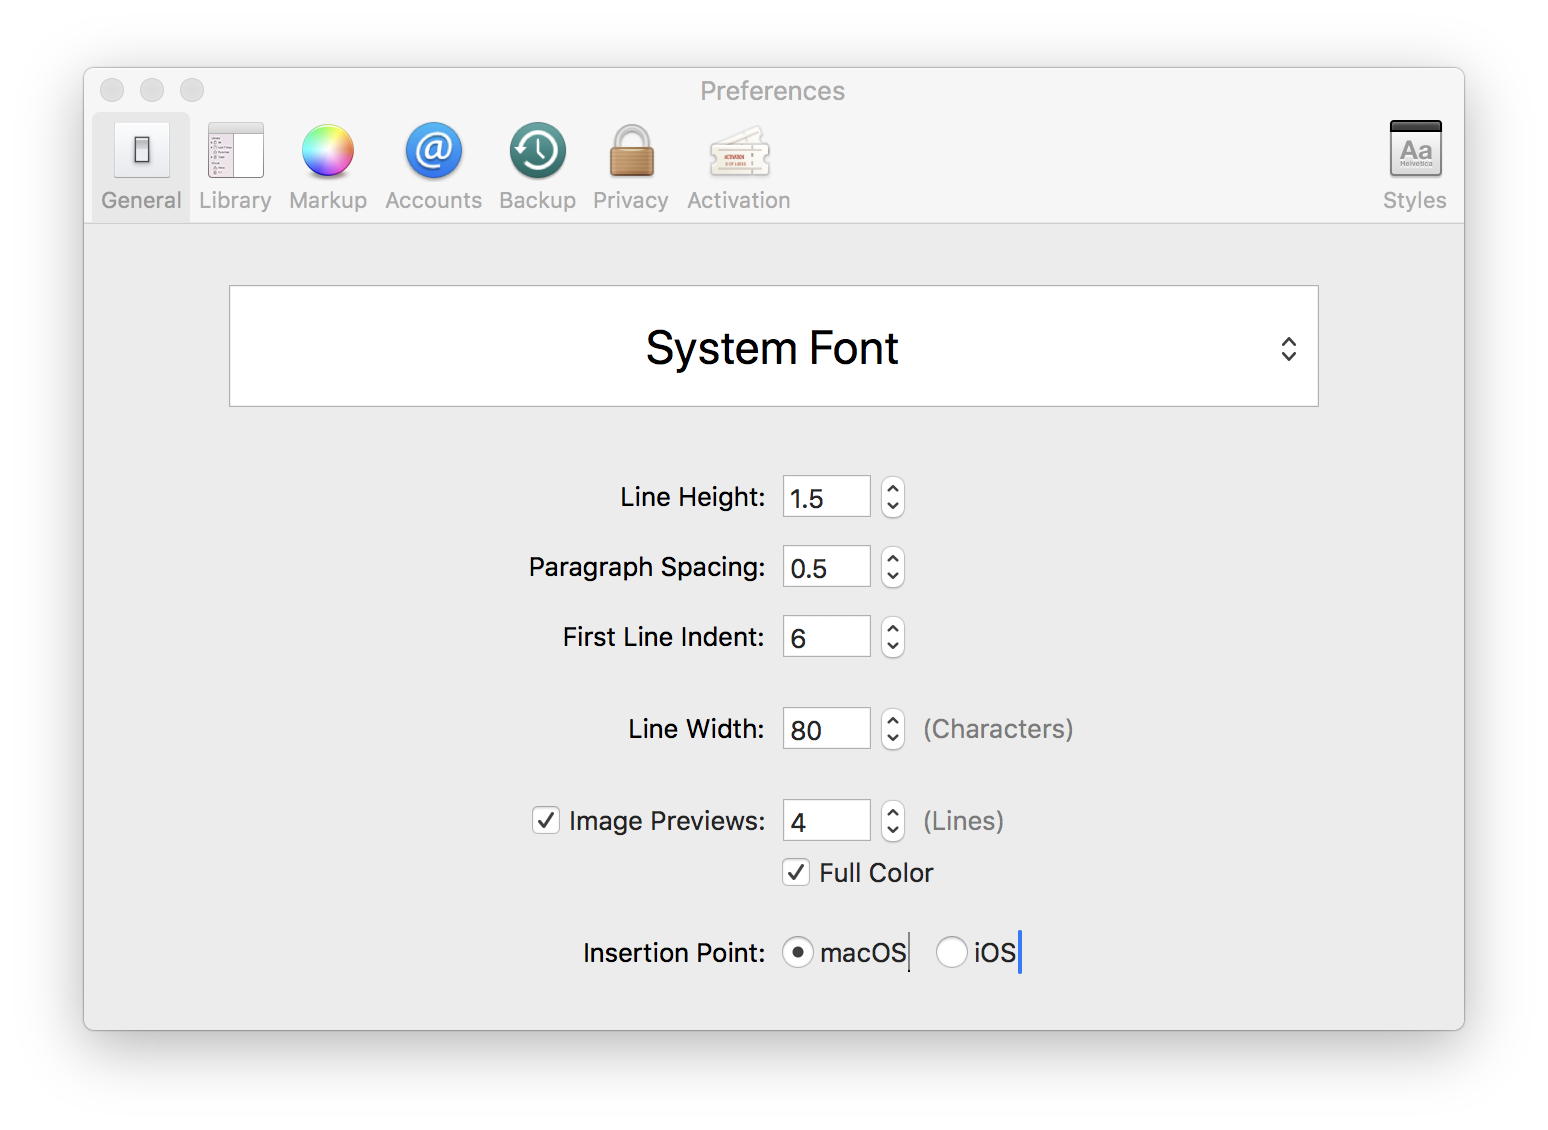 Preferences
General Library Markup Accounts Backup Privacy Activation Styles
ACTIVATION
Aa
Helvetica
System Font
Line Height: 1.5
Paragraph Spacing: 0.5
First Line Indent: 6
Line Width: 80 (Characters)
Image Previews: 4 (Lines)
Full Color
Insertion Point: macOS iOS